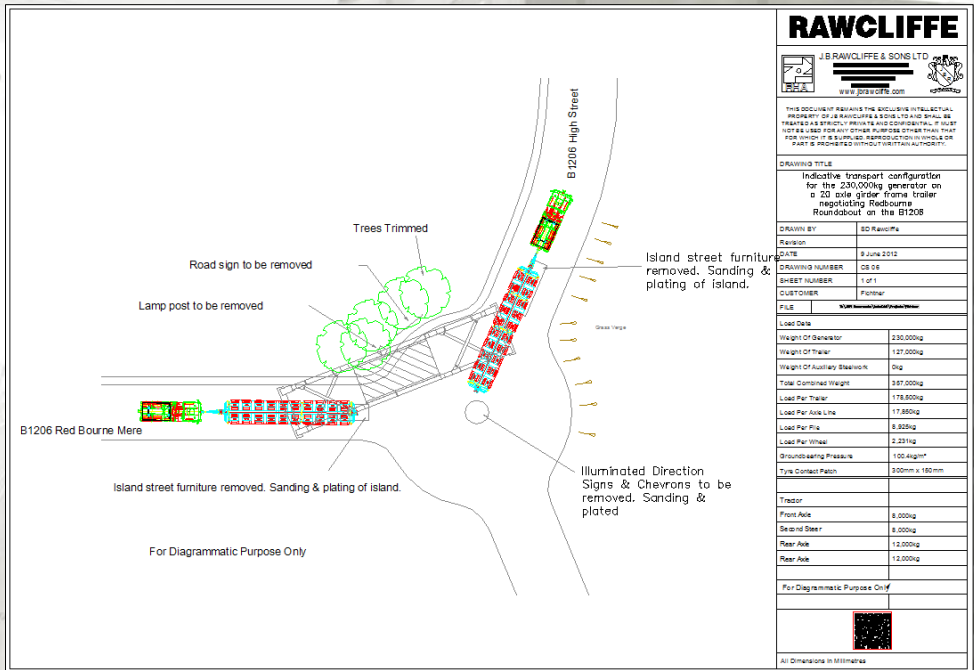 RAWCLIFFE
J.B.RAWCLIFFE & SONS LTD
RHA
www.jbrawcliffe.com
THIS DOCUMENT REMAINS THE EXCLUSIVE INTELLECTUAL
PROPERTY OF JB RAWCLIFFE & SONS LTD AND SHALL BE
TREATED AS STRICTLY PRIVATE AND CONFIDENTIAL. IT MUST
NOT BE USED FOR ANY OTHER PURPOSE OTHER THAN THAT
FOR WHICH IT IS SUPPLIED. REPRODUCTION IN WHOLE OR
PART IS PROHIBITED WITHOUT WRITTAIN AUTHORITY.
DRAWING TITLE
Indicative transport configuration
for the 230,000kg generator on
a 20 axle girder frame trailer
negotiating Redbourne
Roundabout on the B1206
DRAWN BY SD Rawcliffe
Revision
DATE 9 June 2012
DRAWING NUMBER CS 06
SHEET NUMBER 1 of 1
CUSTOMER Fichtner
FILE
Load Data
Weight Of Generator 230,000kg
Weight Of Trailer 127,000kg
Weight Of Auxiliary Steelwork 0kg
Total Combined Weight 357,000kg
Load Per Trailer 178,500kg
Load Per Axle Line 17,850kg
Load Per File 8,925kg
Load Per Wheel 2,231kg
Groundbearing Pressure 100.4kg/m²
Tyre Contact Patch 300mm x 150mm
Tractor
Front Axle 8,000kg
Second Steer 8,000kg
Rear Axle 12,000kg
Rear Axle 12,000kg
For Diagrammatic Purpose Only
All Dimensions In Millimetres
B1206 High Street
Trees Trimmed
Road sign to be removed
Lamp post to be removed
Island street furniture
removed. Sanding &
plating of island.
Grass Verge
B1206 Red Bourne Mere
Island street furniture removed. Sanding & plating of island.
Illuminated Direction
Signs & Chevrons to be
removed. Sanding &
plated
For Diagrammatic Purpose Only